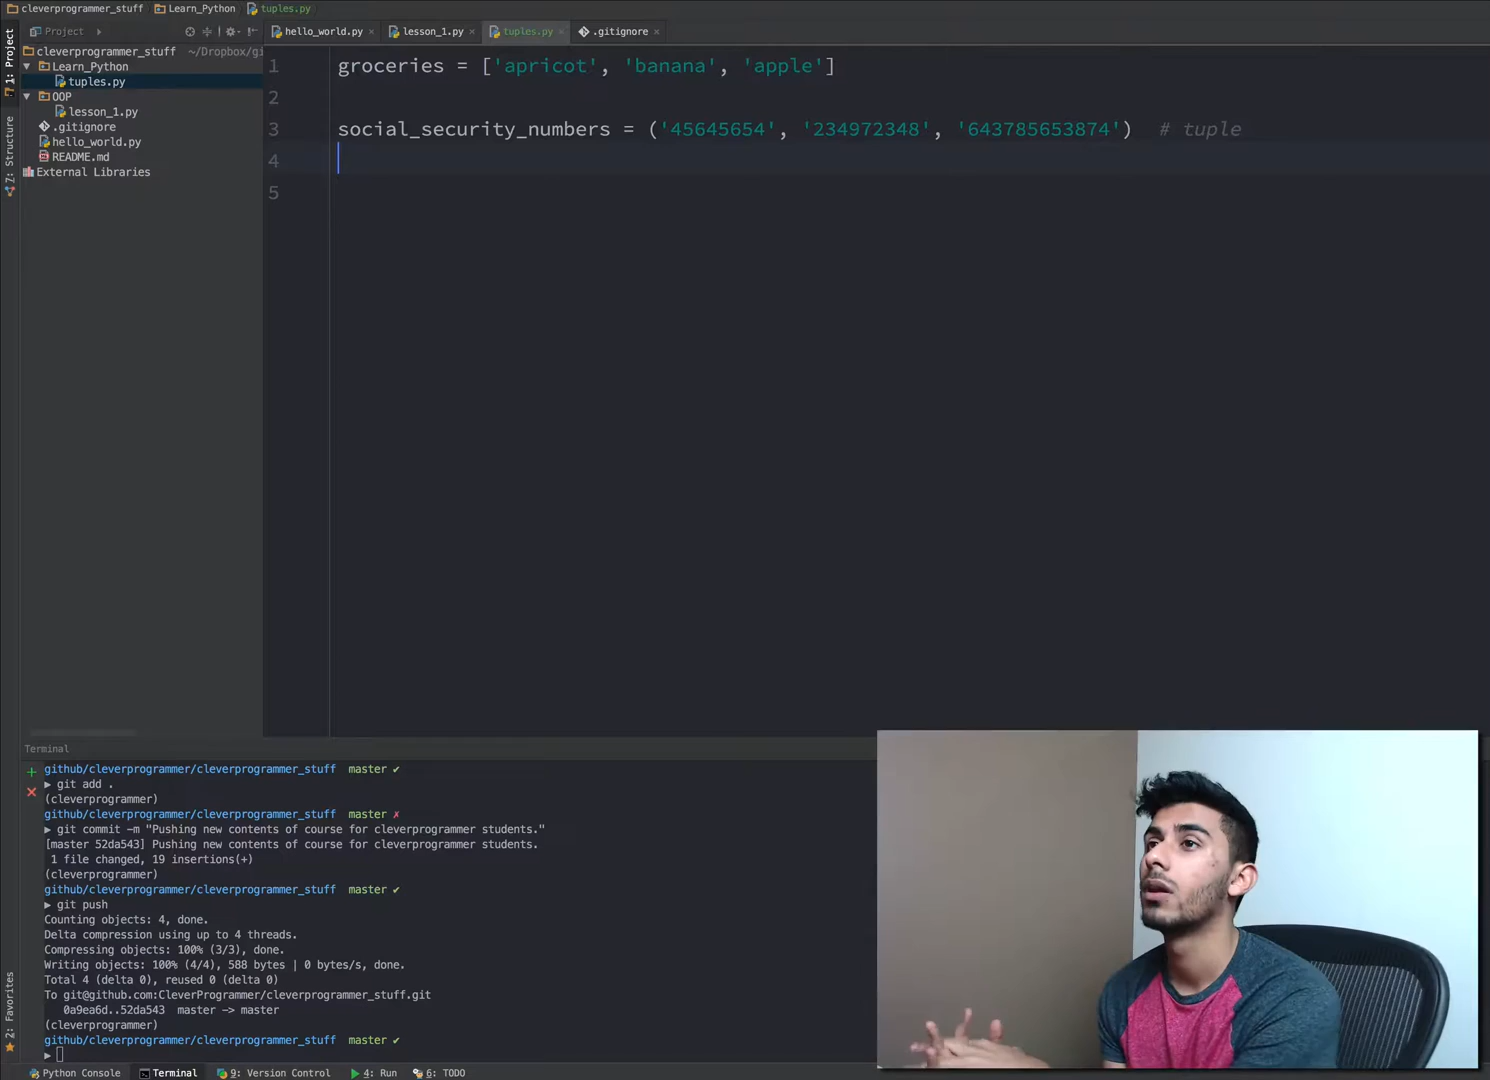 cleverprogrammer_stuff Learn_Python tuples.py
Project
hello_world.py × lesson_1.py × tuples.py × .gitignore ×
cleverprogrammer_stuff ~/Dropbox/gi
Learn_Python
tuples.py
OOP
lesson_1.py
.gitignore
hello_world.py
README.md
External Libraries
1: Project
Z: Structure
2: Favorites
1 groceries = ['apricot', 'banana', 'apple']
2
3 social_security_numbers = ('45645654', '234972348', '643785653874')  # tuple
4
5
Terminal
github/cleverprogrammer/cleverprogrammer_stuff master ✔
▶ git add .
(cleverprogrammer)
github/cleverprogrammer/cleverprogrammer_stuff master ✗
▶ git commit -m "Pushing new contents of course for cleverprogrammer students."
[master 52da543] Pushing new contents of course for cleverprogrammer students.
1 file changed, 19 insertions(+)
(cleverprogrammer)
github/cleverprogrammer/cleverprogrammer_stuff master ✔
▶ git push
Counting objects: 4, done.
Delta compression using up to 4 threads.
Compressing objects: 100% (3/3), done.
Writing objects: 100% (4/4), 588 bytes | 0 bytes/s, done.
Total 4 (delta 0), reused 0 (delta 0)
To git@github.com:CleverProgrammer/cleverprogrammer_stuff.git
0a9ea6d..52da543 master -> master
(cleverprogrammer)
github/cleverprogrammer/cleverprogrammer_stuff master ✔
▶
Python Console Terminal 9: Version Control 4: Run 6: TODO